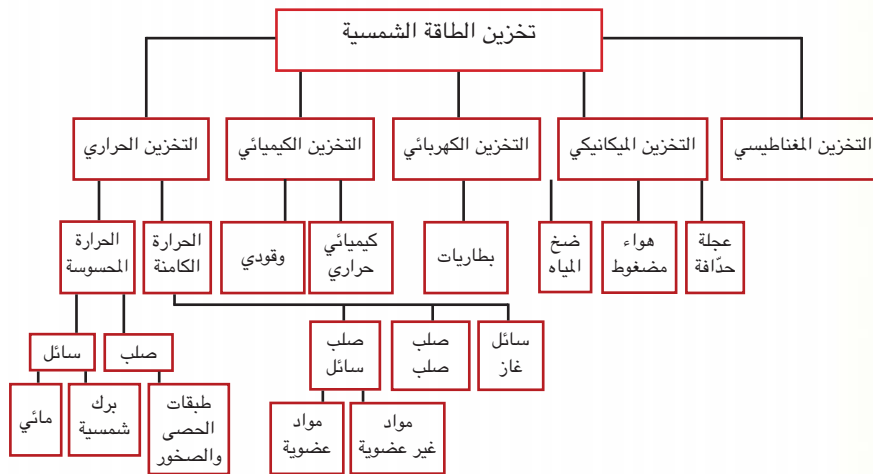 تخزين الطاقة الشمسية
التخزين المغناطيسي
التخزين الميكانيكي
التخزين الكهربائي
التخزين الكيميائي
التخزين الحراري
عجلة
حدّافة
هواء
مضغوط
ضخ
المياه
بطاريات
كيميائي
حراري
وقودي
الحرارة
الكامنة
الحرارة
المحسوسة
سائل
غاز
صلب
صلب
صلب
سائل
صلب
سائل
مواد
غير عضوية
مواد
عضوية
طبقات
الحصى
والصخور
برك
شمسية
مائي